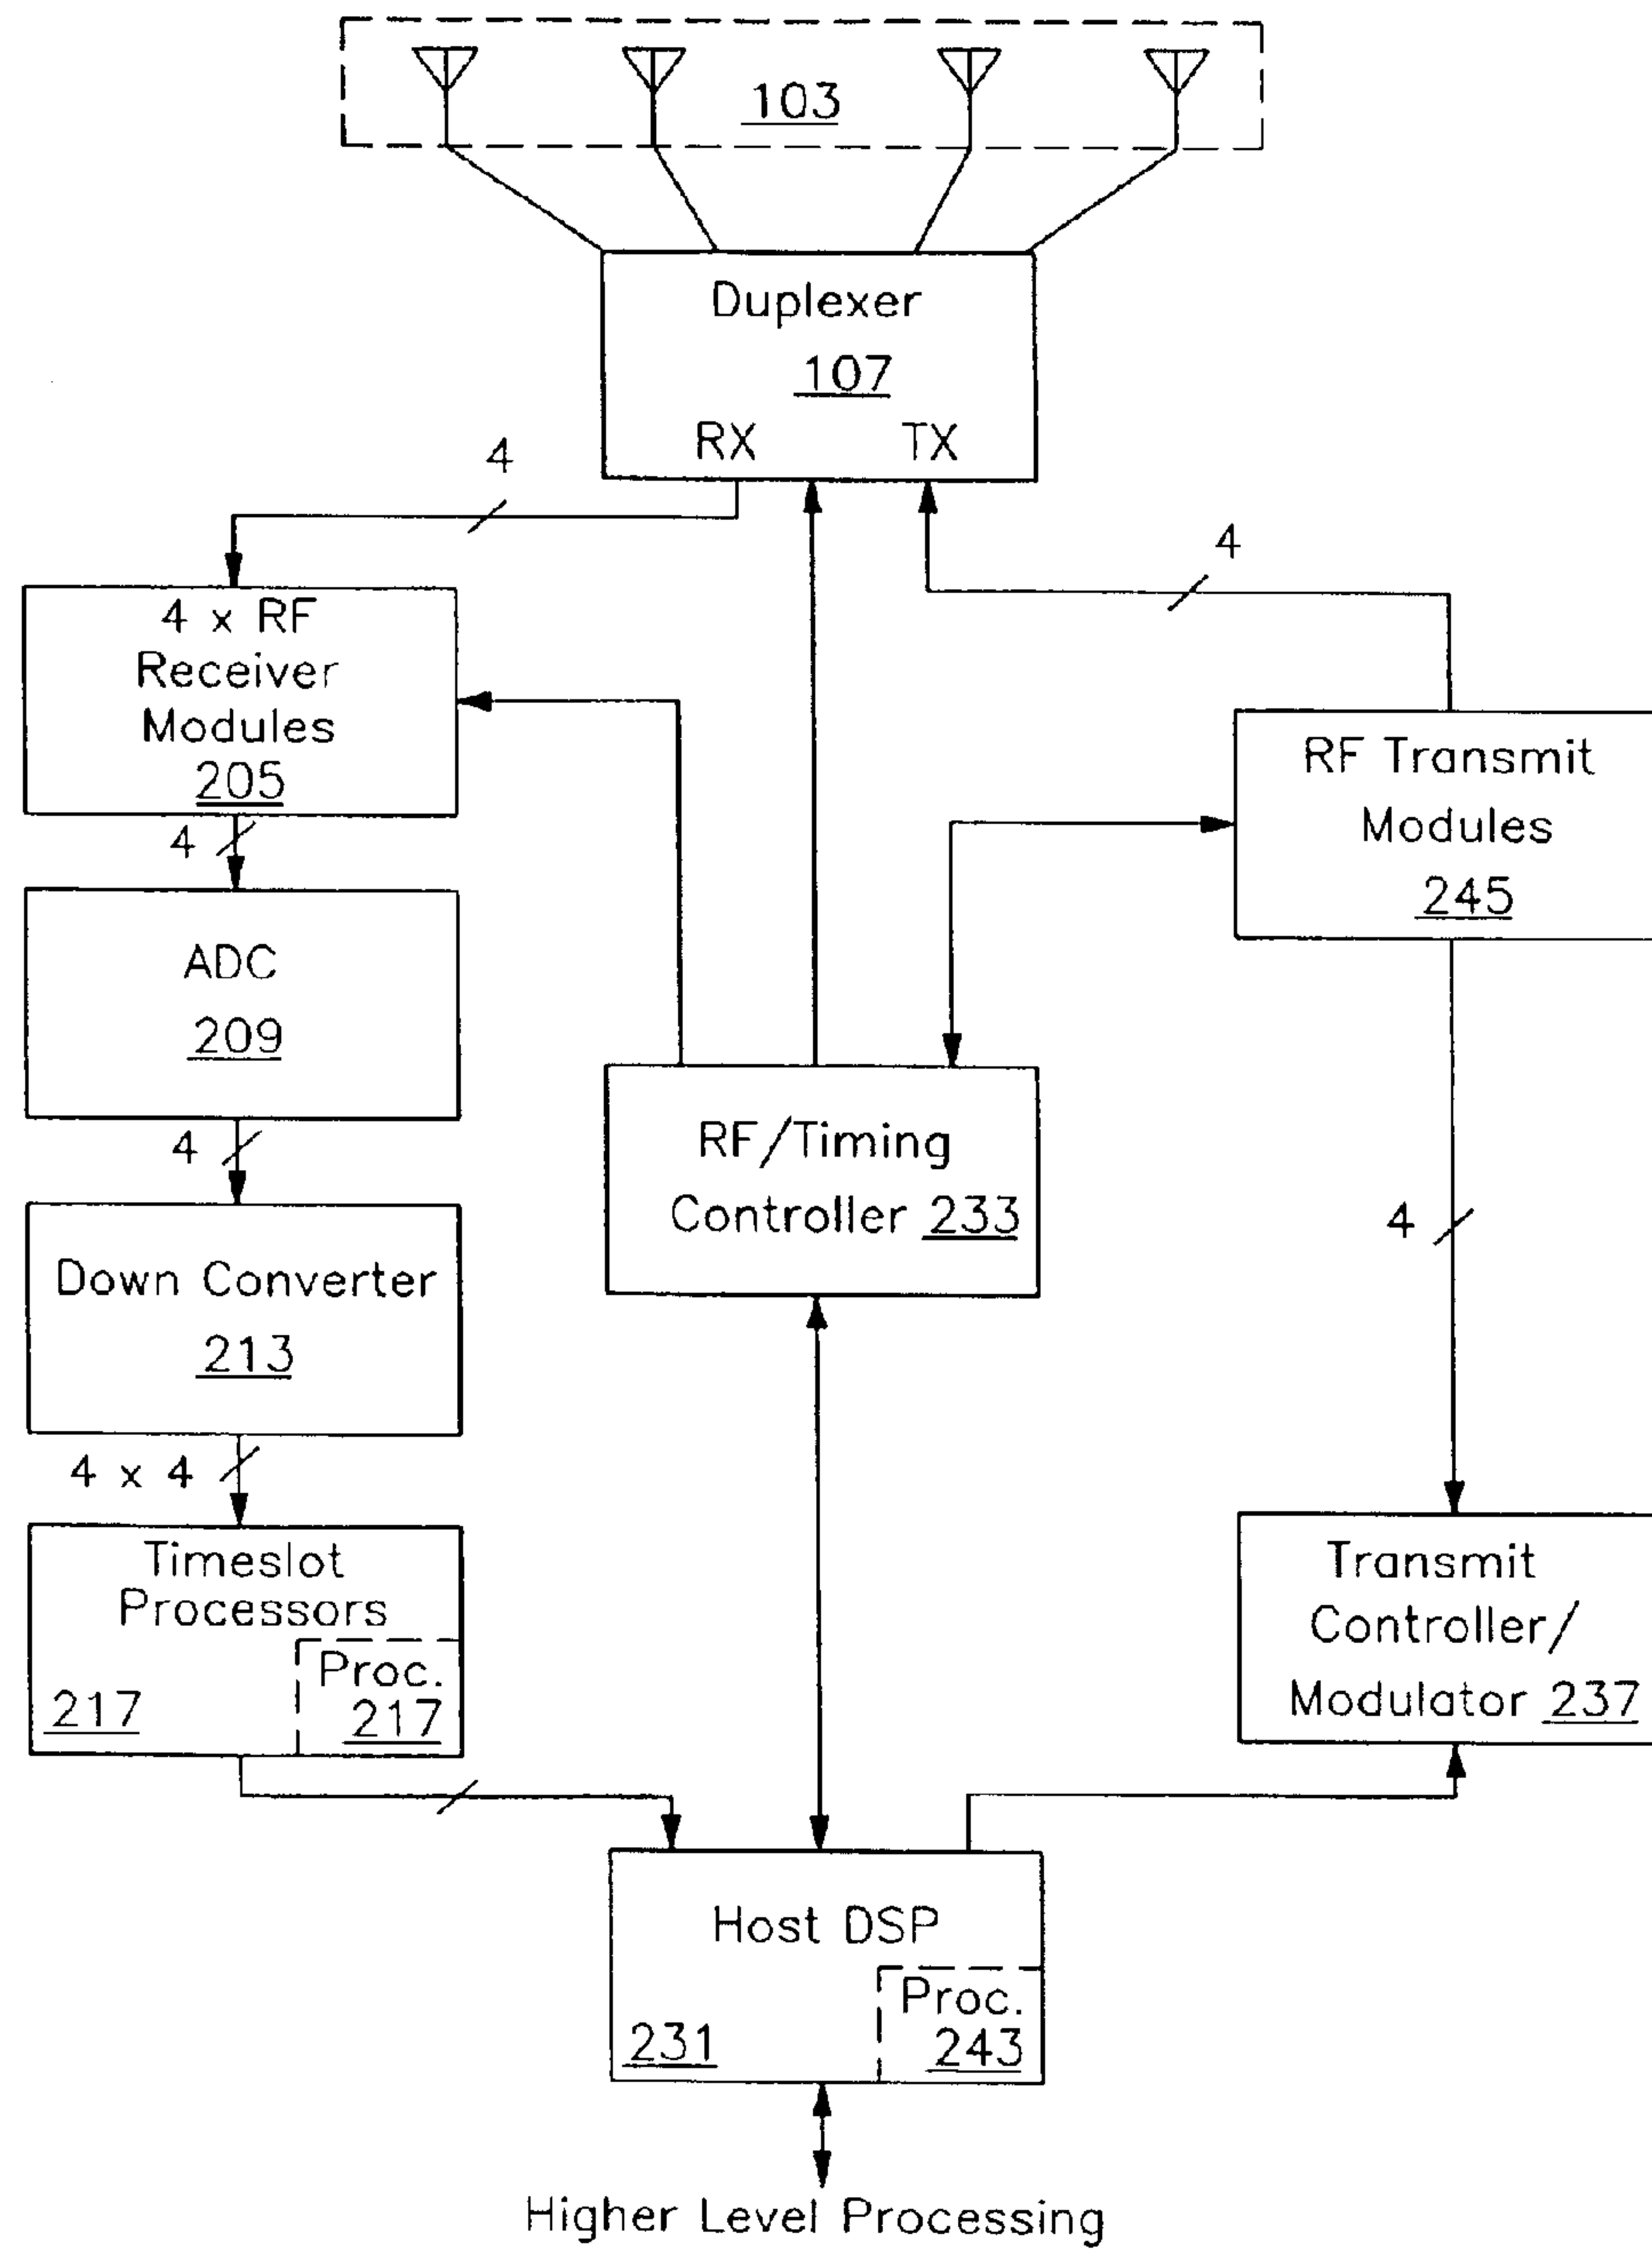 103
Duplexer
107
RX TX
4
4
4 x RF
Receiver
Modules
205
RF Transmit
Modules
245
4
ADC
209
4
RF/Timing
Controller 233
4
Down Converter
213
4 x 4
Timeslot
Processors
Proc.
217
217
Transmit
Controller/
Modulator 237
Host DSP
Proc.
243
231
Higher Level Processing